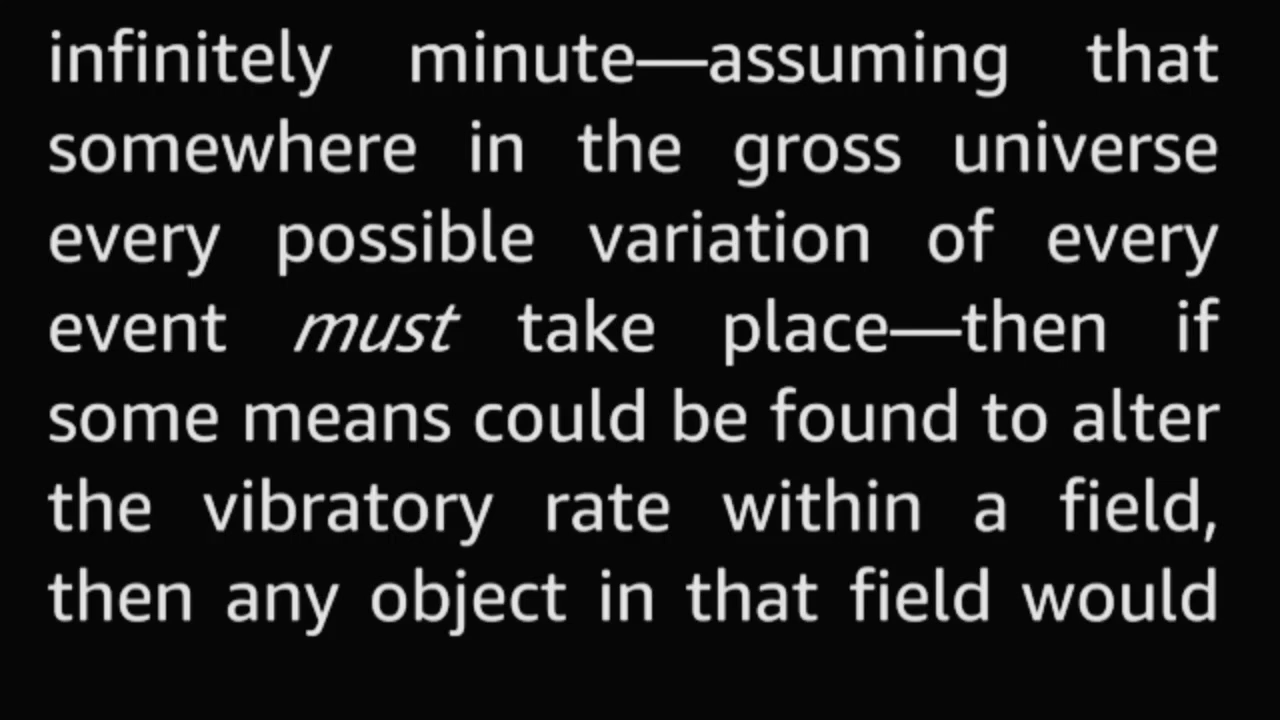 infinitely minute—assuming that
somewhere in the gross universe
every possible variation of every
event must take place—then if
some means could be found to alter
the vibratory rate within a field,
then any object in that field would